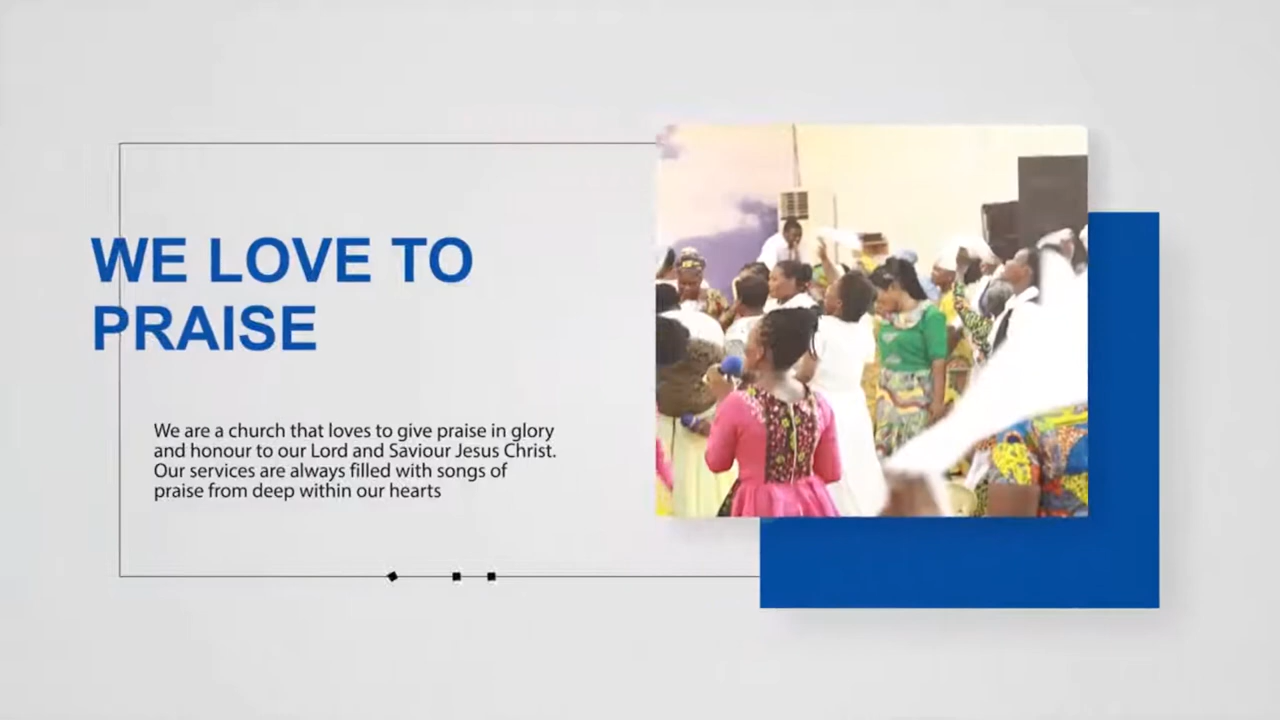 WE LOVE TO
PRAISE
We are a church that loves to give praise in glory
and honour to our Lord and Saviour Jesus Christ.
Our services are always filled with songs of
praise from deep within our hearts